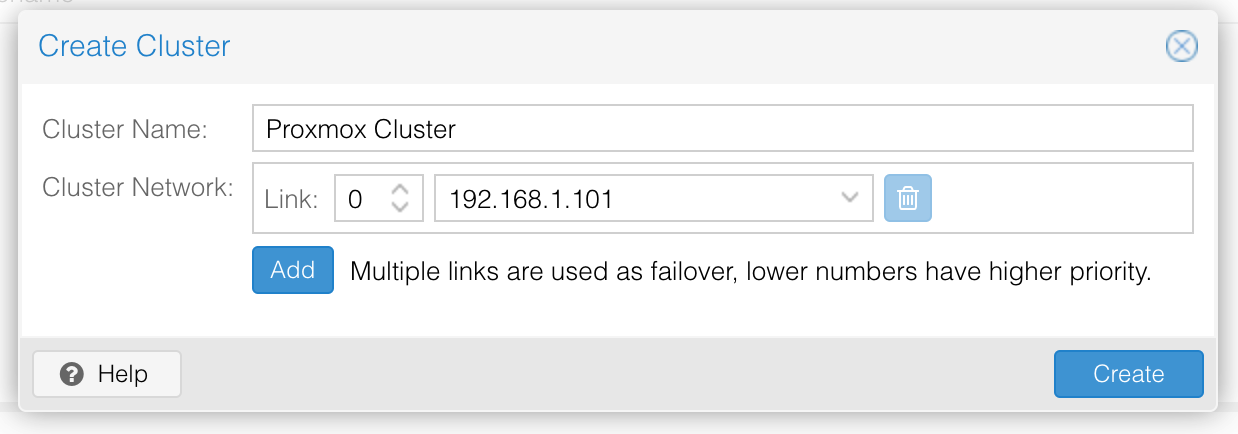 Create Cluster
Cluster Name: Proxmox Cluster
Cluster Network: Link: 0 192.168.1.101
Add Multiple links are used as failover, lower numbers have higher priority.
? Help Create